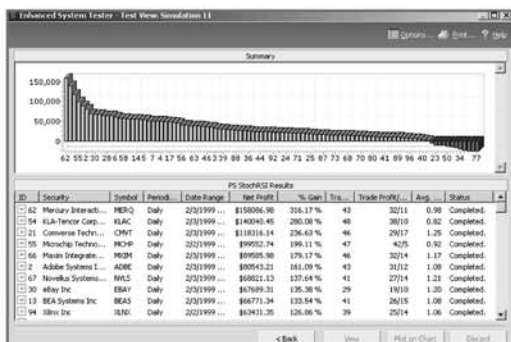 Enhanced System Tester - Test View: Simulation 11
Options... Print... ? Help
Summary
150,000
100,000
50,000
0
62 55 2 30 28 6 58 14 5 7 4 17 56 63 46 39 88 36 44 92 24 71 25 87 73 68 70 80 41 89 40 23 50 34 77
PS StochRSI Results
ID Security Symbol Periodi... Date Range Net Profit % Gain Tra... Trade Profit/... Avg. ... Status
62 Mercury Interacti... MERQ Daily 2/3/1999 ... $158086.98 316.17 % 43 32/11 0.98 Completed.
54 KLA-Tencor Corp... KLAC Daily 2/3/1999 ... $140040.45 280.08 % 48 38/10 0.82 Completed.
21 Comverse Techn... CMVT Daily 2/3/1999 ... $118316.14 236.63 % 46 29/17 1.25 Completed.
55 Microchip Techno... MCHP Daily 2/2/1999 ... $99552.74 199.11 % 47 42/5 0.92 Completed.
66 Maxim Integrate... MXIM Daily 2/3/1999 ... $89585.98 179.17 % 46 32/14 1.17 Completed.
2 Adobe Systems I... ADBE Daily 2/3/1999 ... $80543.21 161.09 % 43 31/12 1.08 Completed.
67 Novellus Systems... NVLS Daily 2/3/1999 ... $68821.13 137.64 % 41 27/14 1.21 Completed.
30 eBay Inc EBAY Daily 2/3/1999 ... $67689.31 135.38 % 29 19/10 1.20 Completed.
13 BEA Systems Inc BEAS Daily 2/3/1999 ... $66771.34 133.54 % 41 26/15 1.08 Completed.
94 Xilinx Inc XLNX Daily 2/2/1999 ... $63431.35 126.86 % 39 25/14 1.06 Completed.
< Back View Plot on Chart Discard